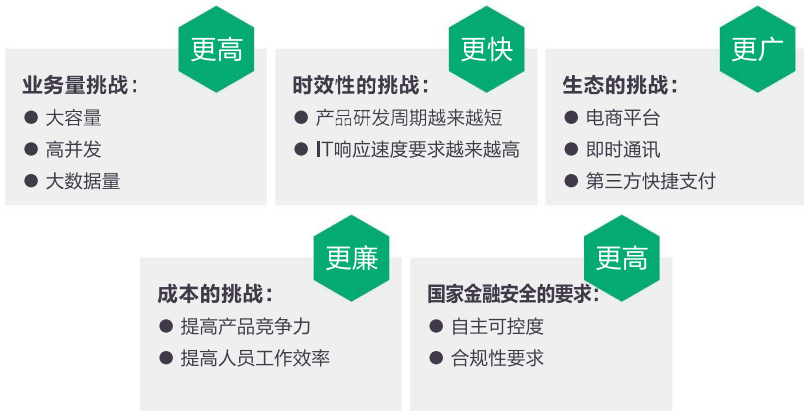 更高
业务量挑战：
● 大容量
● 高并发
● 大数据量
更快
时效性的挑战：
● 产品研发周期越来越短
● IT响应速度要求越来越高
更广
生态的挑战：
● 电商平台
● 即时通讯
● 第三方快捷支付
更廉
成本的挑战：
● 提高产品竞争力
● 提高人员工作效率
更高
国家金融安全的要求：
● 自主可控度
● 合规性要求